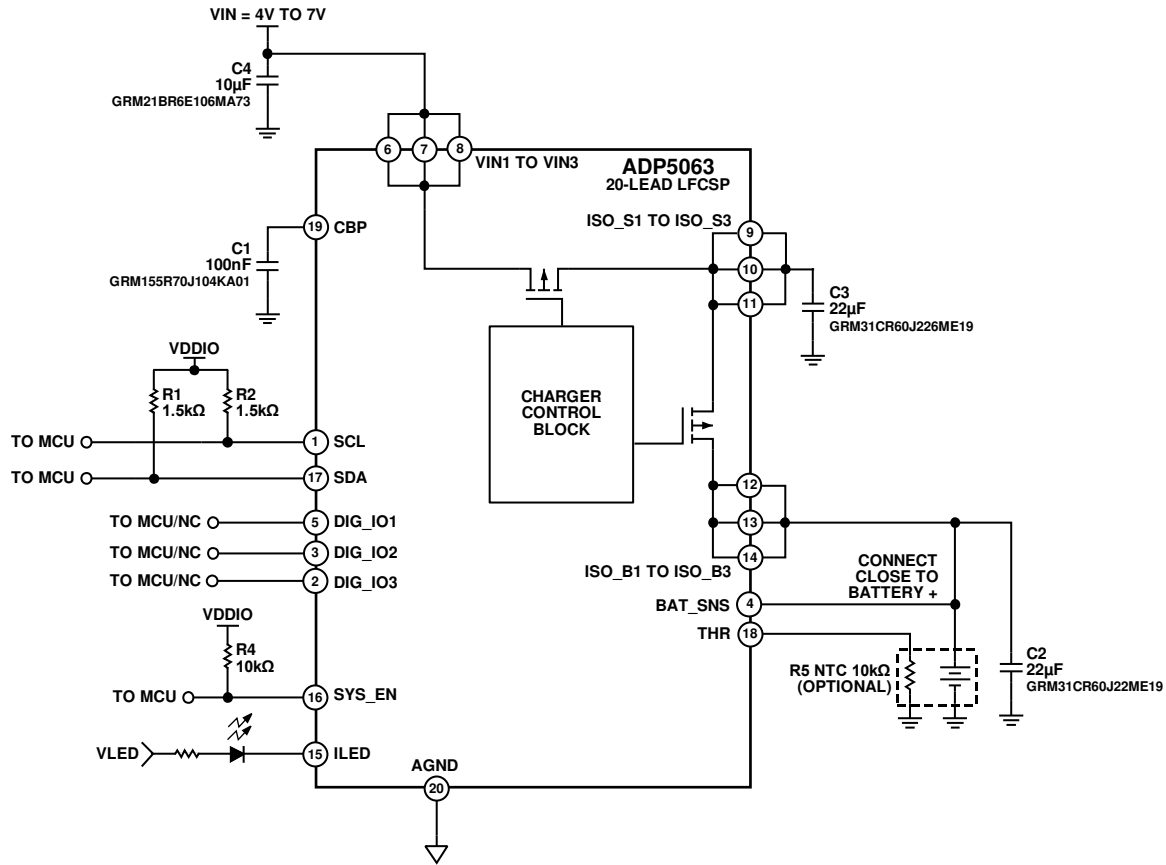 VIN = 4V TO 7V
C4
10µF
GRM21BR6E106MA73
6
7
8
VIN1 TO VIN3
ADP5063
20-LEAD LFCSP
19
CBP
C1
100nF
GRM155R70J104KA01
ISO_S1 TO ISO_S3
9
10
11
C3
22µF
GRM31CR60J226ME19
VDDIO
R1
1.5kΩ
R2
1.5kΩ
CHARGER
CONTROL
BLOCK
TO MCU
1
SCL
TO MCU
17
SDA
TO MCU/NC
5
DIG_IO1
TO MCU/NC
3
DIG_IO2
TO MCU/NC
2
DIG_IO3
12
13
14
ISO_B1 TO ISO_B3
CONNECT
CLOSE TO
BATTERY +
BAT_SNS
4
THR
18
R5 NTC 10kΩ
(OPTIONAL)
C2
22µF
GRM31CR60J22ME19
VDDIO
R4
10kΩ
TO MCU
16
SYS_EN
VLED
15
ILED
AGND
20